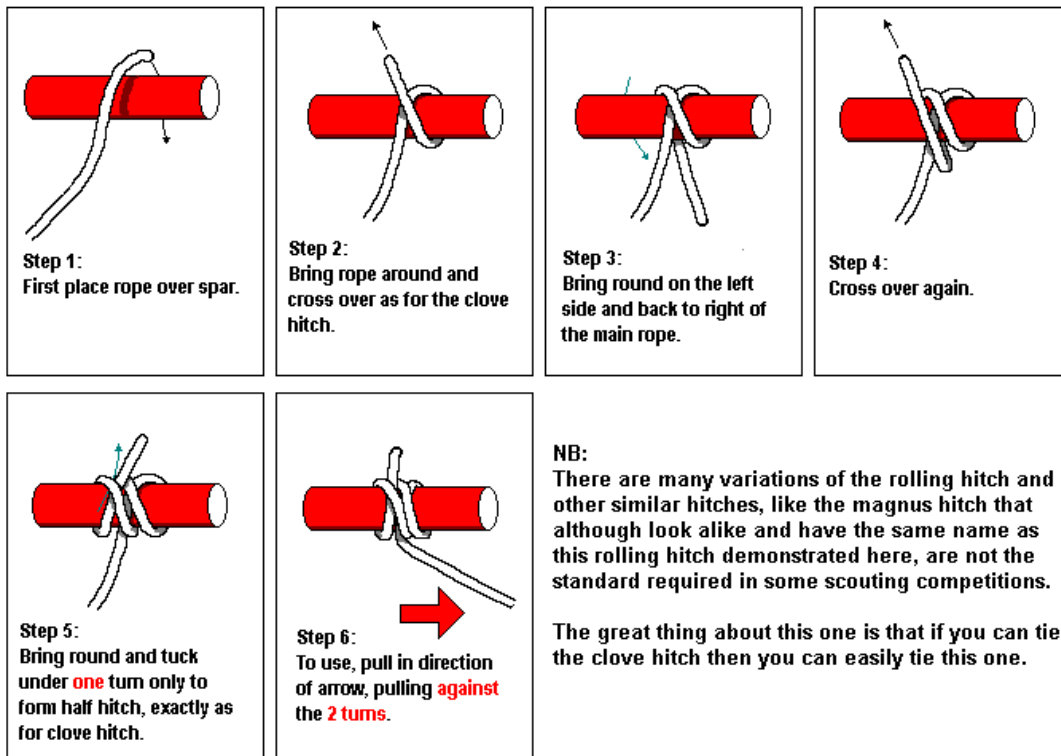 Step 1:
First place rope over spar.
Step 2:
Bring rope around and
cross over as for the clove
hitch.
Step 3:
Bring round on the left
side and back to right of
the main rope.
Step 4:
Cross over again.
Step 5:
Bring round and tuck
under one turn only to
form half hitch, exactly as
for clove hitch.
Step 6:
To use, pull in direction
of arrow, pulling against
the 2 turns.
NB:
There are many variations of the rolling hitch and
other similar hitches, like the magnus hitch that
although look alike and have the same name as
this rolling hitch demonstrated here, are not the
standard required in some scouting competitions.
The great thing about this one is that if you can tie
the clove hitch then you can easily tie this one.